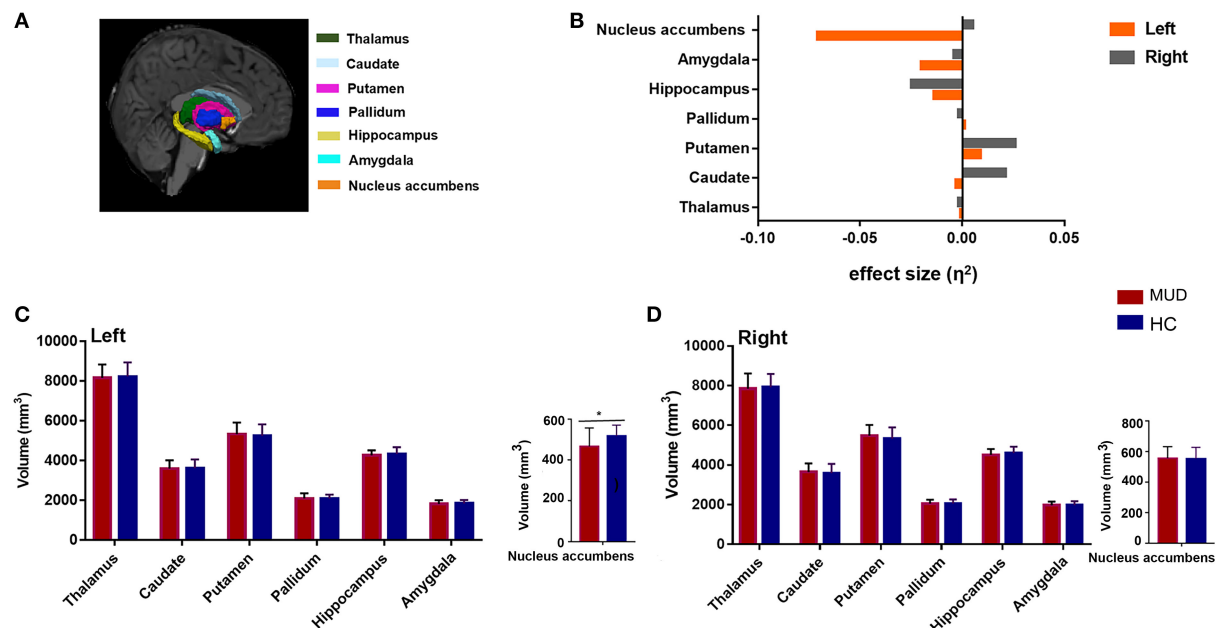 A
Thalamus
Caudate
Putamen
Pallidum
Hippocampus
Amygdala
Nucleus accumbens
B
Left
Right
Nucleus accumbens
Amygdala
Hippocampus
Pallidum
Putamen
Caudate
Thalamus
-0.10
-0.05
0.00
0.05
effect size (η²)
MUD
HC
C
Left
Volume (mm³)
10000
8000
6000
4000
2000
0
Thalamus
Caudate
Putamen
Pallidum
Hippocampus
Amygdala
*
Volume (mm³)
600
400
200
0
Nucleus accumbens
D
Right
Volume (mm³)
10000
8000
6000
4000
2000
0
Thalamus
Caudate
Putamen
Pallidum
Hippocampus
Amygdala
Volume (mm³)
800
600
400
200
0
Nucleus accumbens